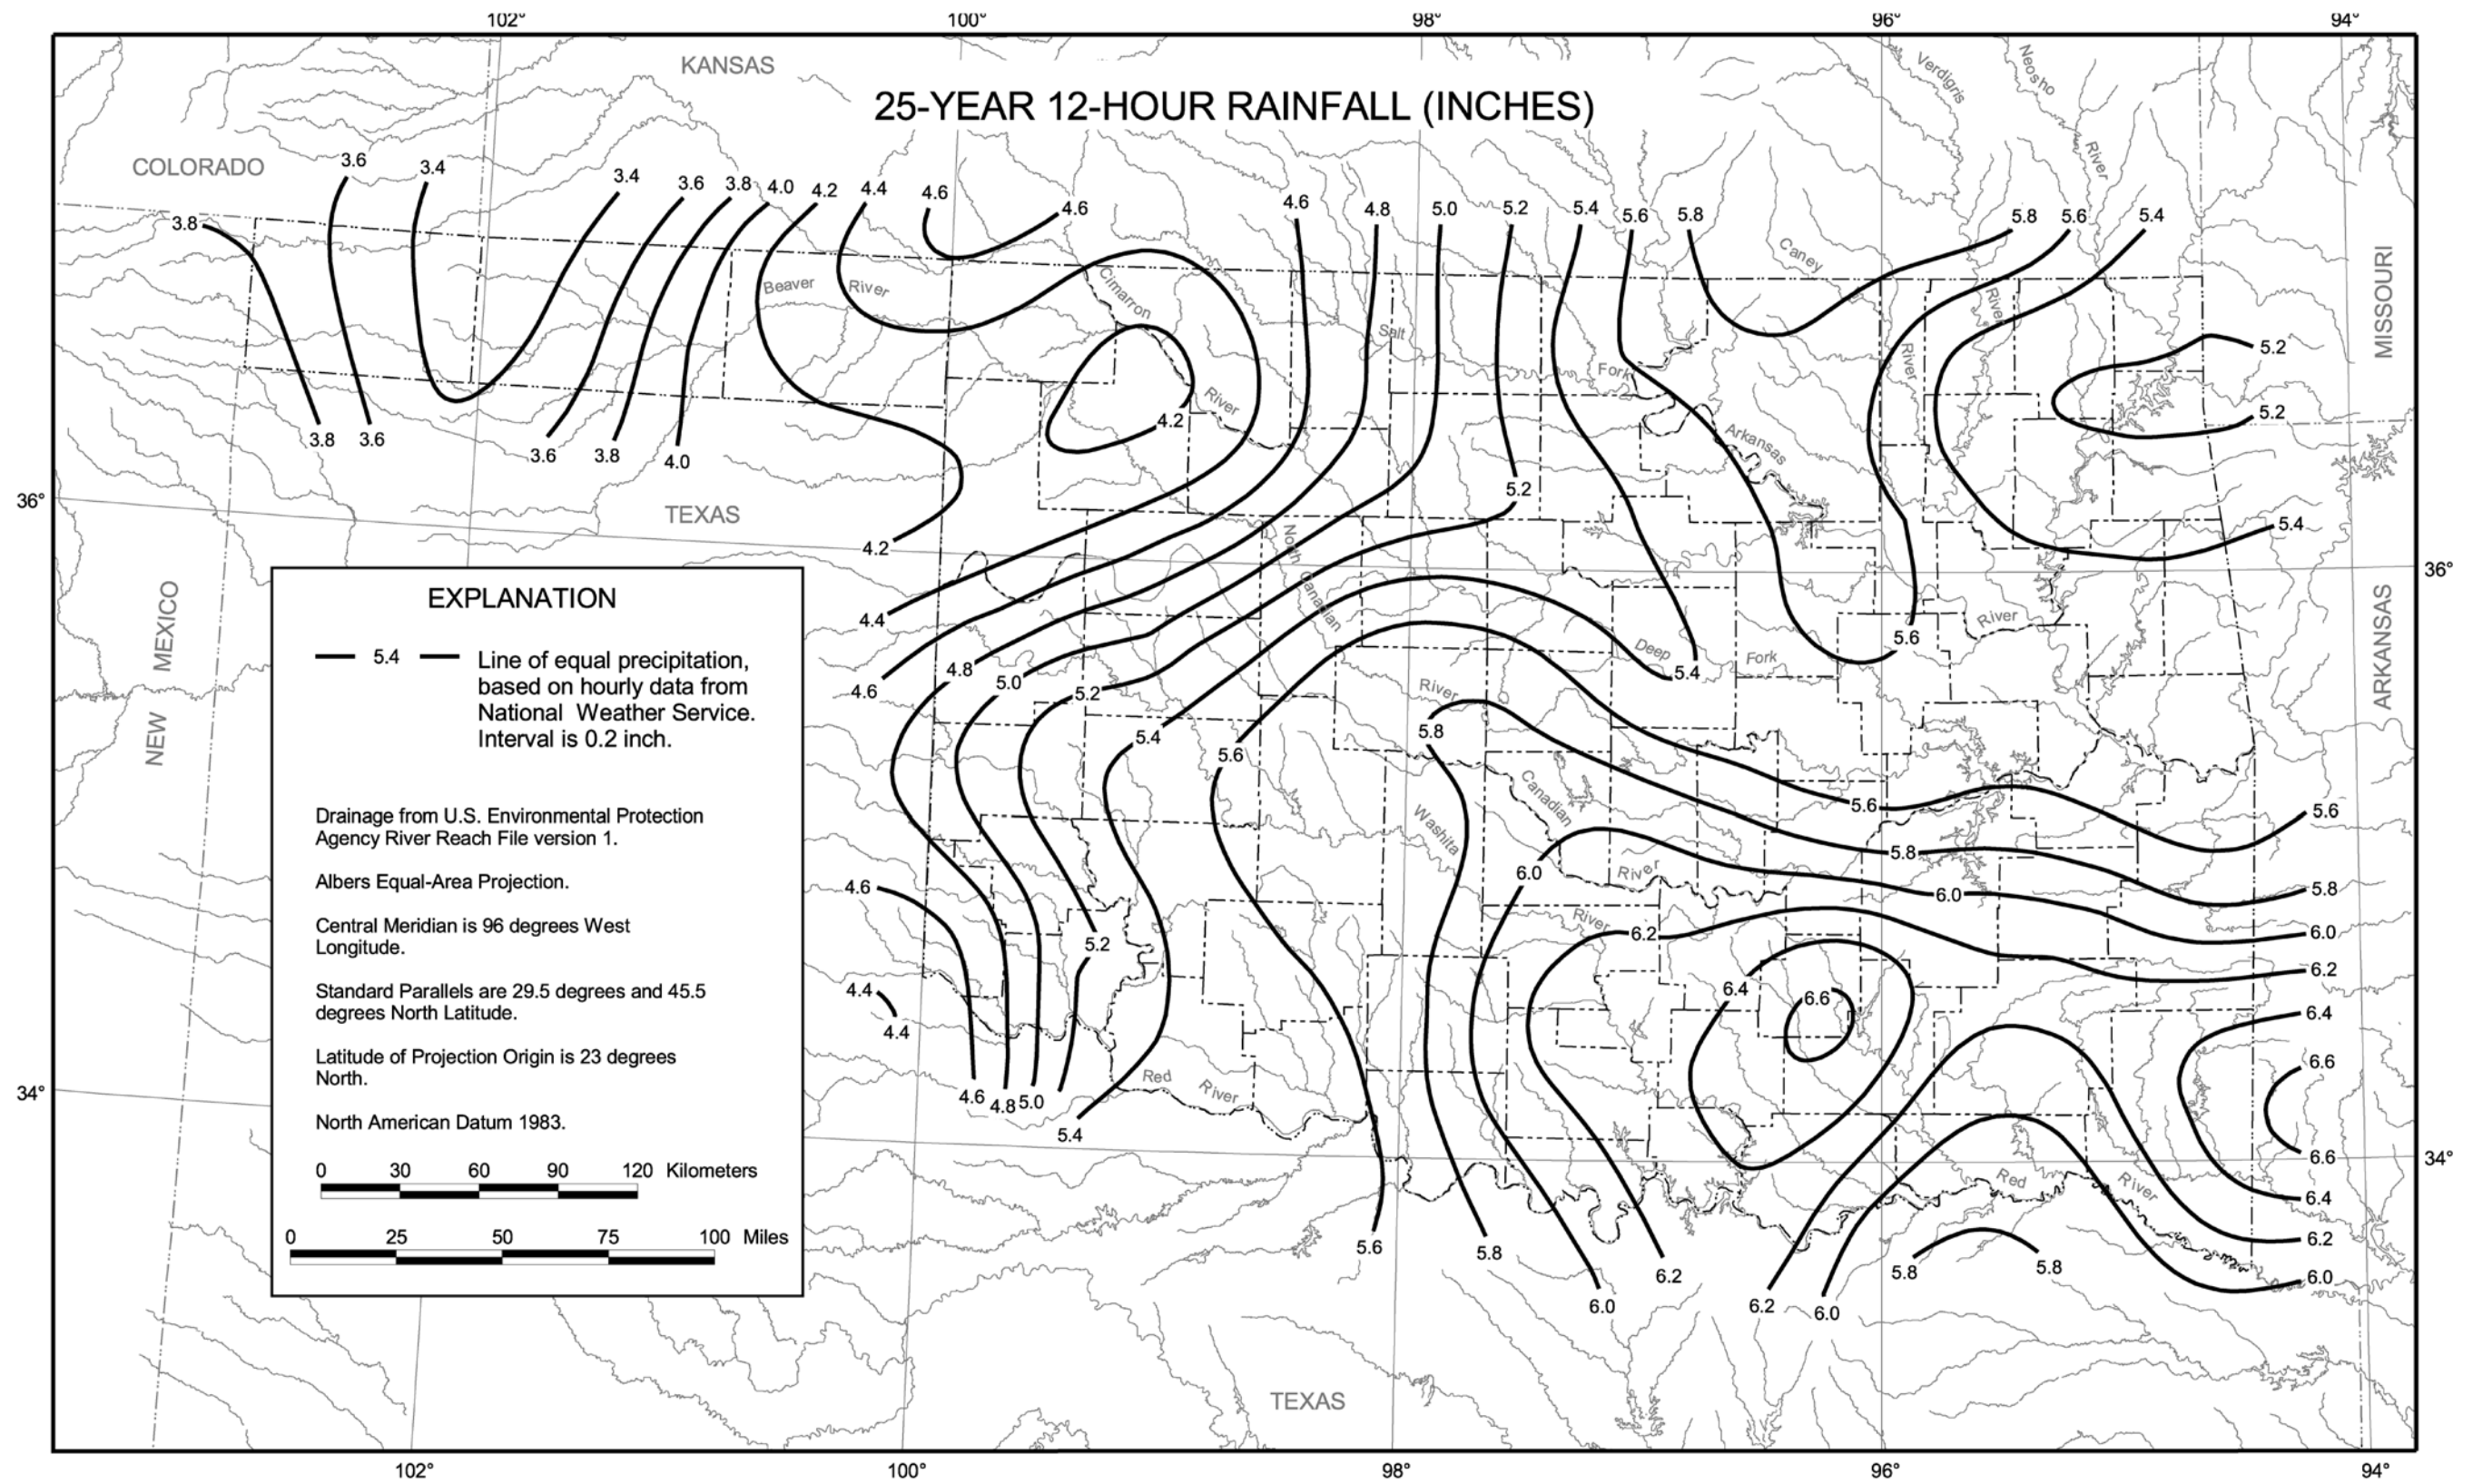 102° 100° 98° 96° 94°
KANSAS
Verdigris
Neosho
River
25-YEAR 12-HOUR RAINFALL (INCHES)
COLORADO
3.6 3.4 3.4 3.6 3.8 4.0 4.2 4.4 4.6 4.6 4.6 4.8 5.0 5.2 5.4 5.6 5.8 5.8 5.6 5.4
3.8
Caney
MISSOURI
Beaver River
Cimarron
River
Salt
Fork
River
River
5.2
5.2
4.2
Arkansas
3.8 3.6 3.6 3.8 4.0
36°
5.2
TEXAS
5.4
4.2
North Canadian
36°
NEW MEXICO
ARKANSAS
4.4
River
5.6
Deep Fork
5.4
4.6
4.8
5.0
5.2
River
5.4
5.6
5.8
Canadian
5.6
5.6
Washita
River
5.8
4.6
6.0
6.0
5.8
River
6.2
6.0
5.2
6.2
4.4
6.4
6.6
6.4
4.4
6.6
Red River
4.6 4.8 5.0
5.4
34°
6.6
34°
Red River
6.4
5.6
5.8
6.2
5.8
5.8
6.2
6.0
6.0
6.2
6.0
EXPLANATION
5.4
Line of equal precipitation,
based on hourly data from
National Weather Service.
Interval is 0.2 inch.
Drainage from U.S. Environmental Protection
Agency River Reach File version 1.
Albers Equal-Area Projection.
Central Meridian is 96 degrees West
Longitude.
Standard Parallels are 29.5 degrees and 45.5
degrees North Latitude.
Latitude of Projection Origin is 23 degrees
North.
North American Datum 1983.
0 30 60 90 120 Kilometers
0 25 50 75 100 Miles
TEXAS
102° 100° 98° 96° 94°